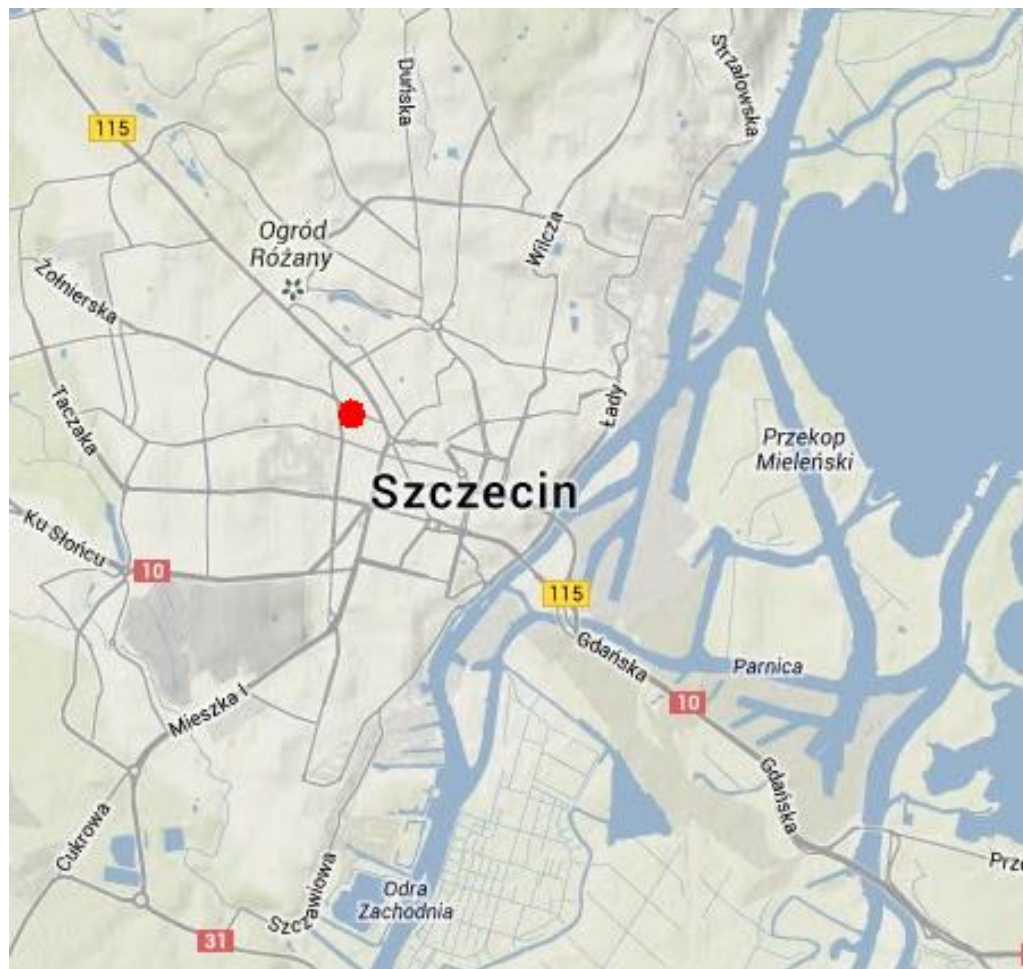 Strzałowska
Duńska
115
Wilcza
Ogród
Różany
Żołnierska
Taczaka
Łady
Przekop
Mieleński
Szczecin
Ku Słońcu
10
115
Gdańska
Parnica
10
Mieszka I
Gdańska
Cukrowa
Szczawiowa
Odra
Zachodnia
31